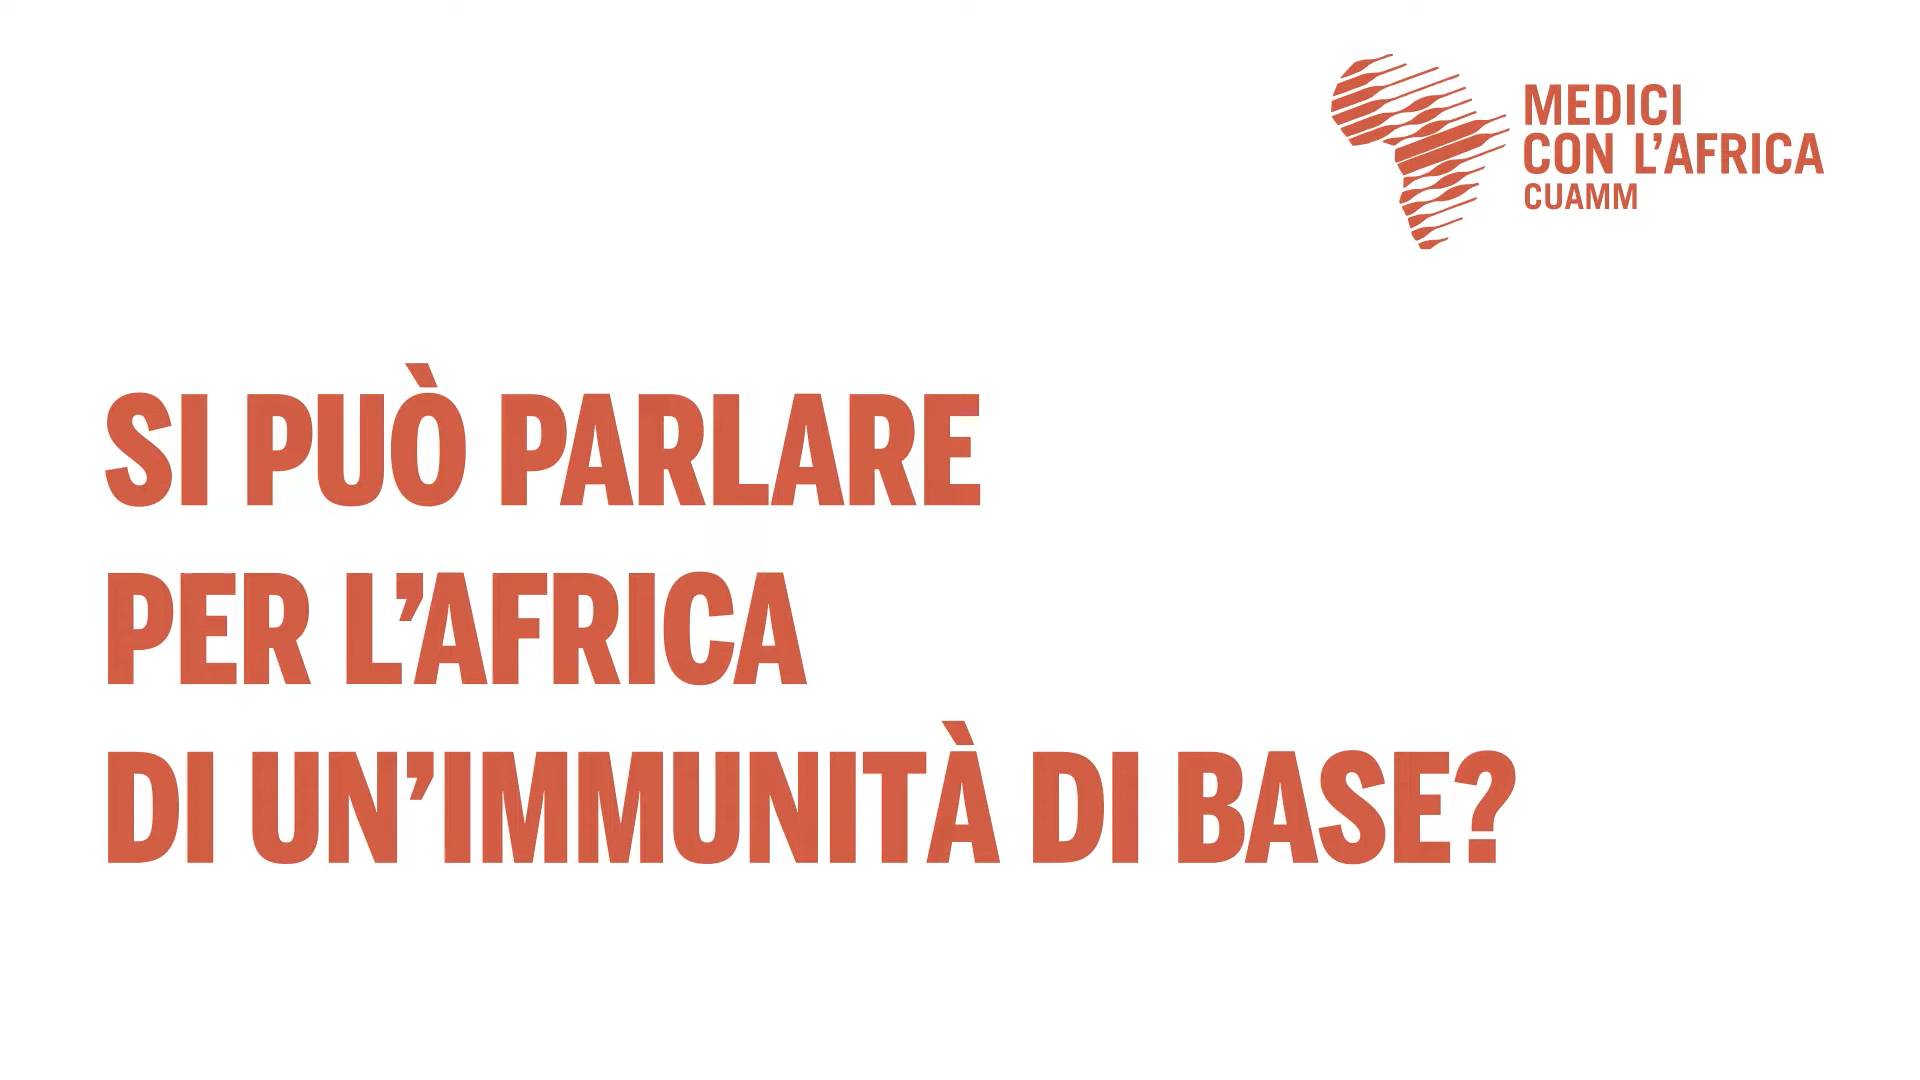 MEDICI
CON L’AFRICA
CUAMM
SI PUÒ PARLARE
PER L’AFRICA
DI UN’IMMUNITÀ DI BASE?